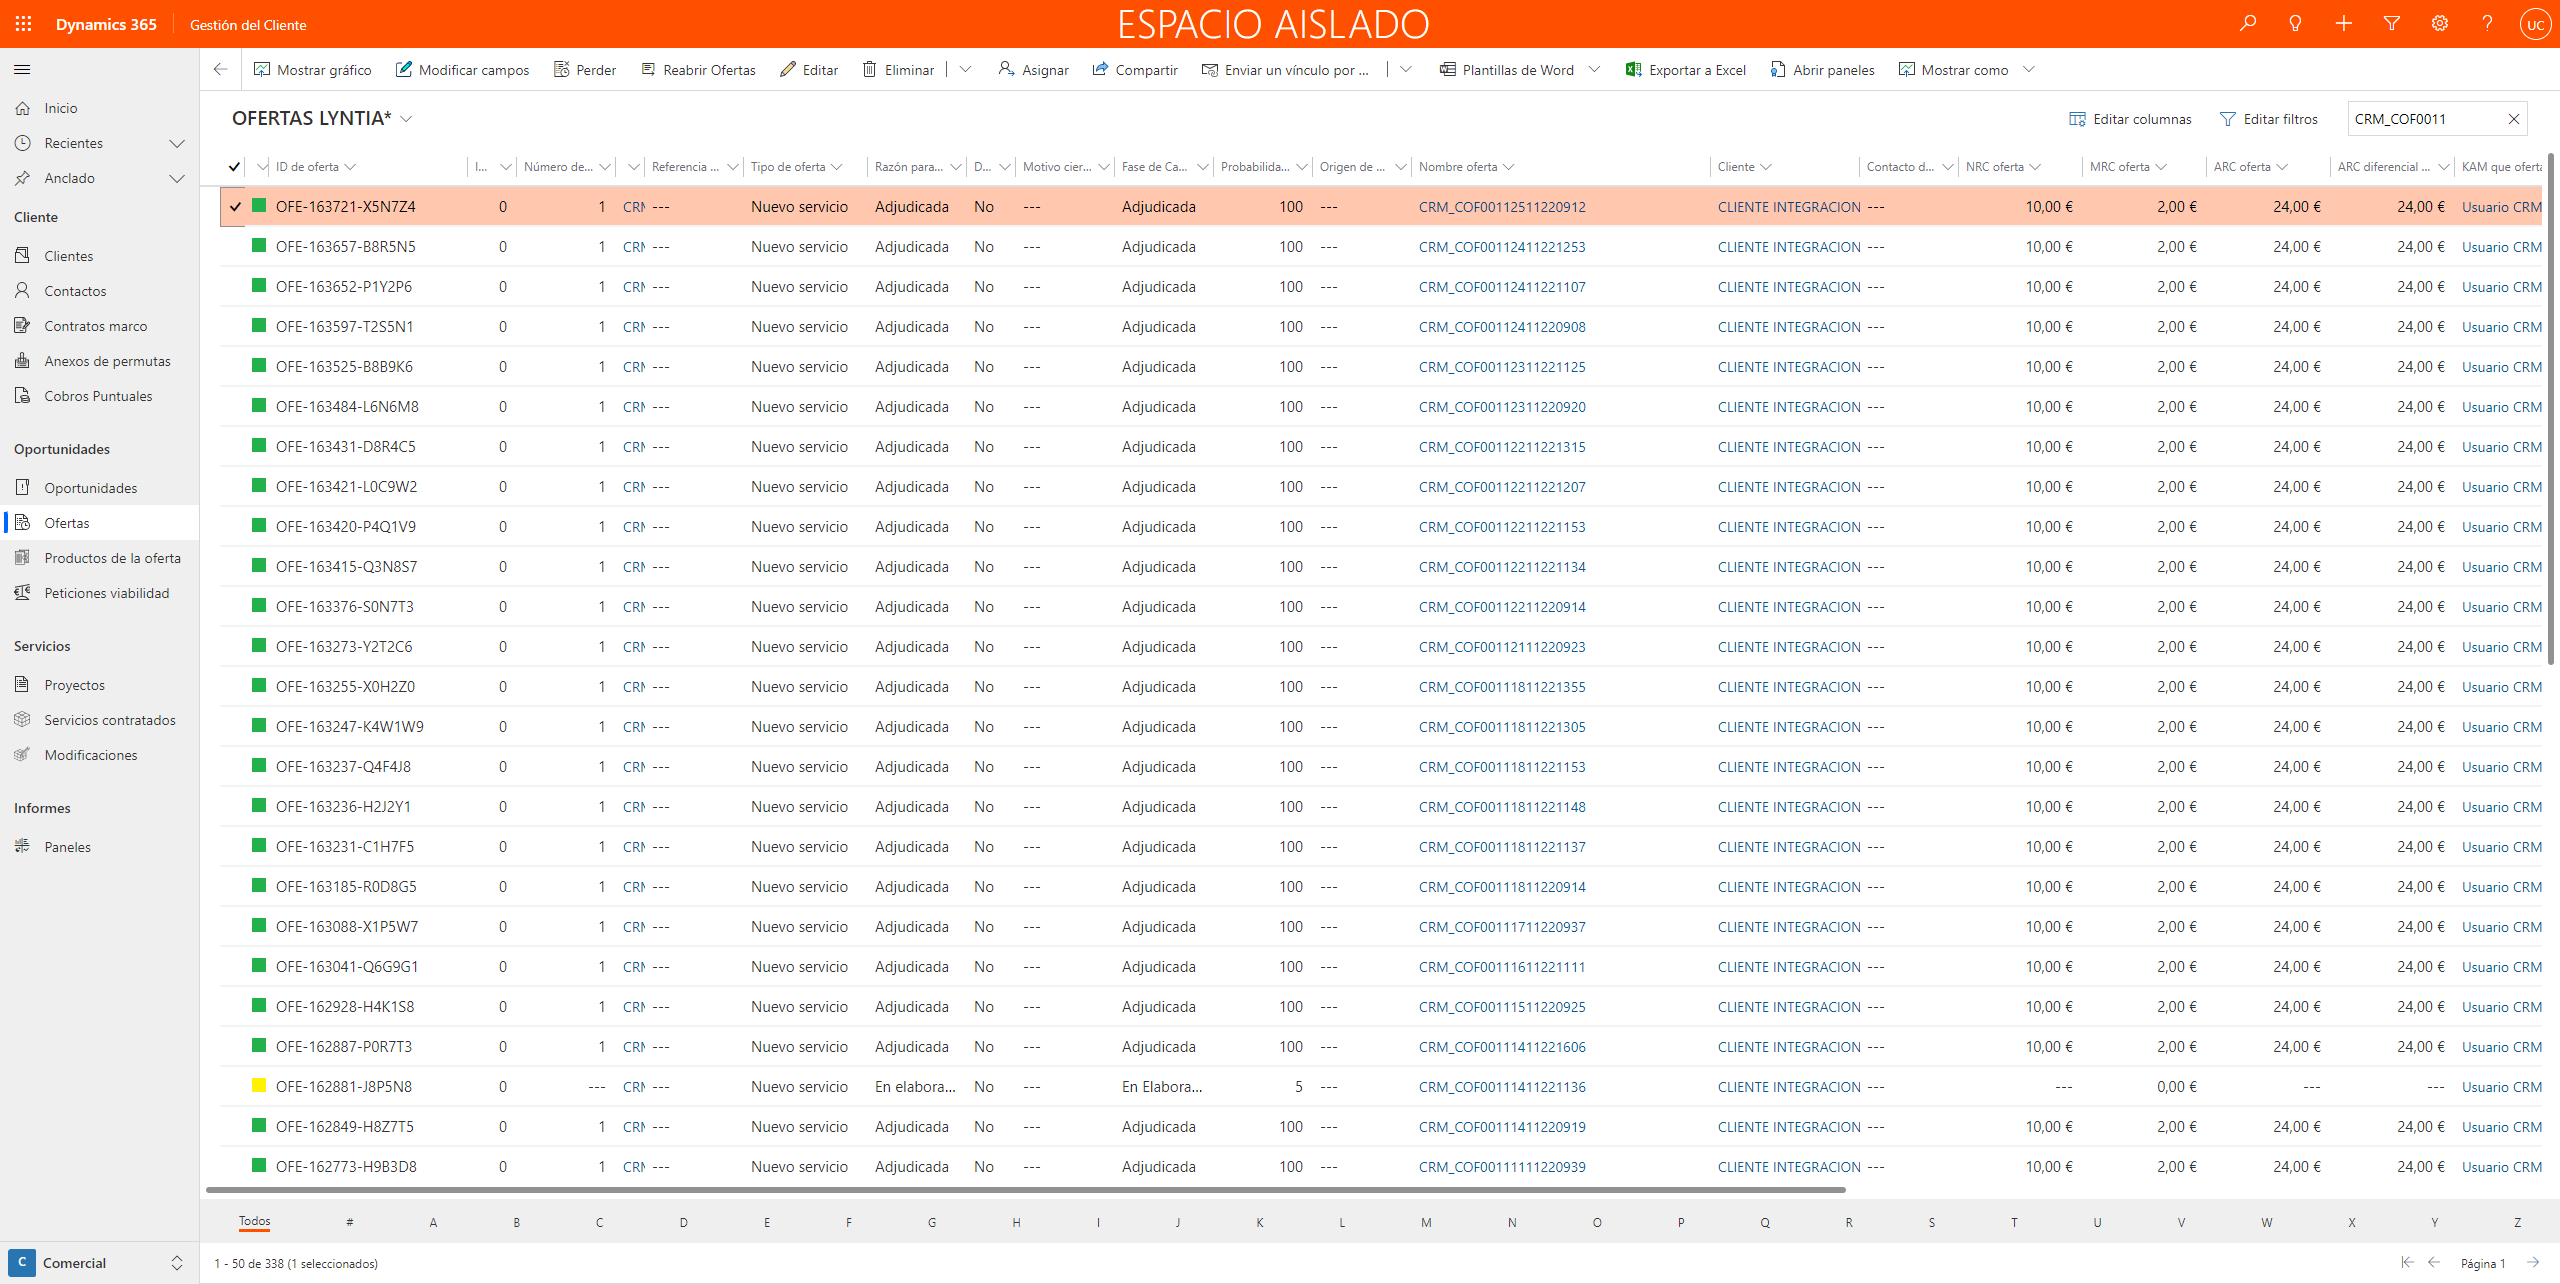 Dynamics 365 Gestión del Cliente ESPACIO AISLADO UC
Mostrar gráfico Modificar campos Perder Reabrir Ofertas Editar Eliminar Asignar Compartir Enviar un vínculo por ... Plantillas de Word Exportar a Excel Abrir paneles Mostrar como
Inicio
Recientes
Anclado
Cliente
Clientes
Contactos
Contratos marco
Anexos de permutas
Cobros Puntuales
Oportunidades
Oportunidades
Ofertas
Productos de la oferta
Peticiones viabilidad
Servicios
Proyectos
Servicios contratados
Modificaciones
Informes
Paneles
C Comercial
OFERTAS LYNTIA* Editar columnas Editar filtros CRM_COF0011
ID de oferta I... Número de... Referencia ... Tipo de oferta Razón para... D... Motivo cier... Fase de Ca... Probabilida... Origen de ... Nombre oferta Cliente Contacto d... NRC oferta MRC oferta ARC oferta ARC diferencial ... KAM que oferta
OFE-163721-X5N7Z4 0 1 CRM --- Nuevo servicio Adjudicada No --- Adjudicada 100 --- CRM_COF00112511220912 CLIENTE INTEGRACION --- 10,00 € 2,00 € 24,00 € 24,00 € Usuario CRM
OFE-163657-B8R5N5 0 1 CRM --- Nuevo servicio Adjudicada No --- Adjudicada 100 --- CRM_COF00112411221253 CLIENTE INTEGRACION --- 10,00 € 2,00 € 24,00 € 24,00 € Usuario CRM
OFE-163652-P1Y2P6 0 1 CRM --- Nuevo servicio Adjudicada No --- Adjudicada 100 --- CRM_COF00112411221107 CLIENTE INTEGRACION --- 10,00 € 2,00 € 24,00 € 24,00 € Usuario CRM
OFE-163597-T2S5N1 0 1 CRM --- Nuevo servicio Adjudicada No --- Adjudicada 100 --- CRM_COF00112411220908 CLIENTE INTEGRACION --- 10,00 € 2,00 € 24,00 € 24,00 € Usuario CRM
OFE-163525-B8B9K6 0 1 CRM --- Nuevo servicio Adjudicada No --- Adjudicada 100 --- CRM_COF00112311221125 CLIENTE INTEGRACION --- 10,00 € 2,00 € 24,00 € 24,00 € Usuario CRM
OFE-163484-L6N6M8 0 1 CRM --- Nuevo servicio Adjudicada No --- Adjudicada 100 --- CRM_COF00112311220920 CLIENTE INTEGRACION --- 10,00 € 2,00 € 24,00 € 24,00 € Usuario CRM
OFE-163431-D8R4C5 0 1 CRM --- Nuevo servicio Adjudicada No --- Adjudicada 100 --- CRM_COF00112211221315 CLIENTE INTEGRACION --- 10,00 € 2,00 € 24,00 € 24,00 € Usuario CRM
OFE-163421-L0C9W2 0 1 CRM --- Nuevo servicio Adjudicada No --- Adjudicada 100 --- CRM_COF00112211221207 CLIENTE INTEGRACION --- 10,00 € 2,00 € 24,00 € 24,00 € Usuario CRM
OFE-163420-P4Q1V9 0 1 CRM --- Nuevo servicio Adjudicada No --- Adjudicada 100 --- CRM_COF00112211221153 CLIENTE INTEGRACION --- 10,00 € 2,00 € 24,00 € 24,00 € Usuario CRM
OFE-163415-Q3N8S7 0 1 CRM --- Nuevo servicio Adjudicada No --- Adjudicada 100 --- CRM_COF00112211221134 CLIENTE INTEGRACION --- 10,00 € 2,00 € 24,00 € 24,00 € Usuario CRM
OFE-163376-S0N7T3 0 1 CRM --- Nuevo servicio Adjudicada No --- Adjudicada 100 --- CRM_COF00112211220914 CLIENTE INTEGRACION --- 10,00 € 2,00 € 24,00 € 24,00 € Usuario CRM
OFE-163273-Y2T2C6 0 1 CRM --- Nuevo servicio Adjudicada No --- Adjudicada 100 --- CRM_COF00112111220923 CLIENTE INTEGRACION --- 10,00 € 2,00 € 24,00 € 24,00 € Usuario CRM
OFE-163255-X0H2Z0 0 1 CRM --- Nuevo servicio Adjudicada No --- Adjudicada 100 --- CRM_COF00111811221355 CLIENTE INTEGRACION --- 10,00 € 2,00 € 24,00 € 24,00 € Usuario CRM
OFE-163247-K4W1W9 0 1 CRM --- Nuevo servicio Adjudicada No --- Adjudicada 100 --- CRM_COF00111811221305 CLIENTE INTEGRACION --- 10,00 € 2,00 € 24,00 € 24,00 € Usuario CRM
OFE-163237-Q4F4J8 0 1 CRM --- Nuevo servicio Adjudicada No --- Adjudicada 100 --- CRM_COF00111811221153 CLIENTE INTEGRACION --- 10,00 € 2,00 € 24,00 € 24,00 € Usuario CRM
OFE-163236-H2J2Y1 0 1 CRM --- Nuevo servicio Adjudicada No --- Adjudicada 100 --- CRM_COF00111811221148 CLIENTE INTEGRACION --- 10,00 € 2,00 € 24,00 € 24,00 € Usuario CRM
OFE-163231-C1H7F5 0 1 CRM --- Nuevo servicio Adjudicada No --- Adjudicada 100 --- CRM_COF00111811221137 CLIENTE INTEGRACION --- 10,00 € 2,00 € 24,00 € 24,00 € Usuario CRM
OFE-163185-R0D8G5 0 1 CRM --- Nuevo servicio Adjudicada No --- Adjudicada 100 --- CRM_COF00111811220914 CLIENTE INTEGRACION --- 10,00 € 2,00 € 24,00 € 24,00 € Usuario CRM
OFE-163088-X1P5W7 0 1 CRM --- Nuevo servicio Adjudicada No --- Adjudicada 100 --- CRM_COF00111711220937 CLIENTE INTEGRACION --- 10,00 € 2,00 € 24,00 € 24,00 € Usuario CRM
OFE-163041-Q6G9G1 0 1 CRM --- Nuevo servicio Adjudicada No --- Adjudicada 100 --- CRM_COF00111611221111 CLIENTE INTEGRACION --- 10,00 € 2,00 € 24,00 € 24,00 € Usuario CRM
OFE-162928-H4K1S8 0 1 CRM --- Nuevo servicio Adjudicada No --- Adjudicada 100 --- CRM_COF00111511220925 CLIENTE INTEGRACION --- 10,00 € 2,00 € 24,00 € 24,00 € Usuario CRM
OFE-162887-P0R7T3 0 1 CRM --- Nuevo servicio Adjudicada No --- Adjudicada 100 --- CRM_COF00111411221606 CLIENTE INTEGRACION --- 10,00 € 2,00 € 24,00 € 24,00 € Usuario CRM
OFE-162881-J8P5N8 0 --- CRM --- Nuevo servicio En elabora... No --- En Elabora... 5 --- CRM_COF00111411221136 CLIENTE INTEGRACION --- --- 0,00 € --- --- Usuario CRM
OFE-162849-H8Z7T5 0 1 CRM --- Nuevo servicio Adjudicada No --- Adjudicada 100 --- CRM_COF00111411220919 CLIENTE INTEGRACION --- 10,00 € 2,00 € 24,00 € 24,00 € Usuario CRM
OFE-162773-H9B3D8 0 1 CRM --- Nuevo servicio Adjudicada No --- Adjudicada 100 --- CRM_COF00111111220939 CLIENTE INTEGRACION --- 10,00 € 2,00 € 24,00 € 24,00 € Usuario CRM
Todos # A B C D E F G H I J K L M N O P Q R S T U V W X Y Z
1 - 50 de 338 (1 seleccionados) Página 1